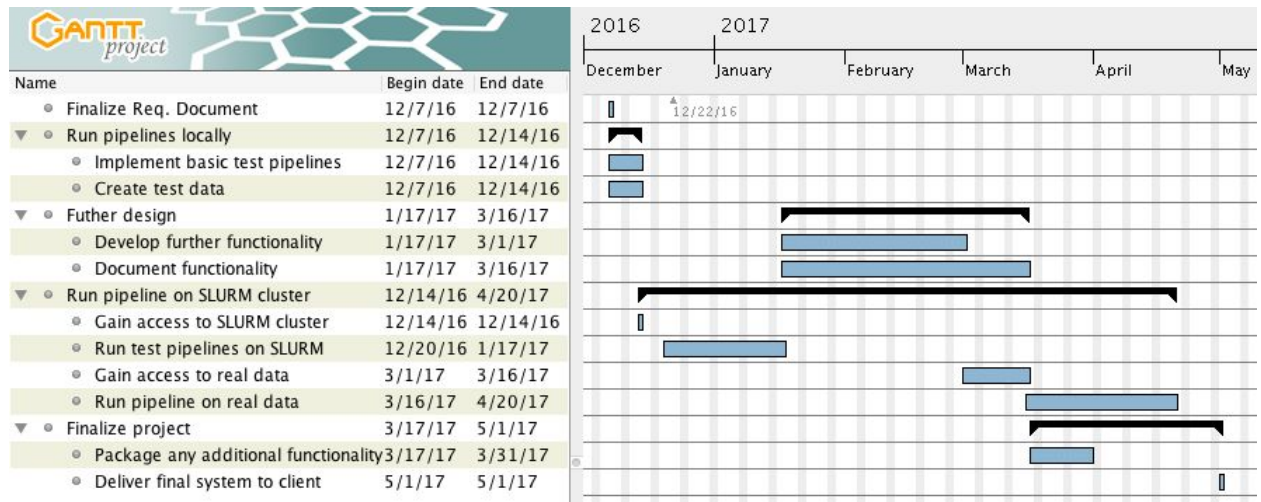 GANTT
project
2016 2017
December January February March April May
Name Begin date End date
Finalize Req. Document 12/7/16 12/7/16 12/22/16
Run pipelines locally 12/7/16 12/14/16
Implement basic test pipelines 12/7/16 12/14/16
Create test data 12/7/16 12/14/16
Futher design 1/17/17 3/16/17
Develop further functionality 1/17/17 3/1/17
Document functionality 1/17/17 3/16/17
Run pipeline on SLURM cluster 12/14/16 4/20/17
Gain access to SLURM cluster 12/14/16 12/14/16
Run test pipelines on SLURM 12/20/16 1/17/17
Gain access to real data 3/1/17 3/16/17
Run pipeline on real data 3/16/17 4/20/17
Finalize project 3/17/17 5/1/17
Package any additional functionality 3/17/17 3/31/17
Deliver final system to client 5/1/17 5/1/17